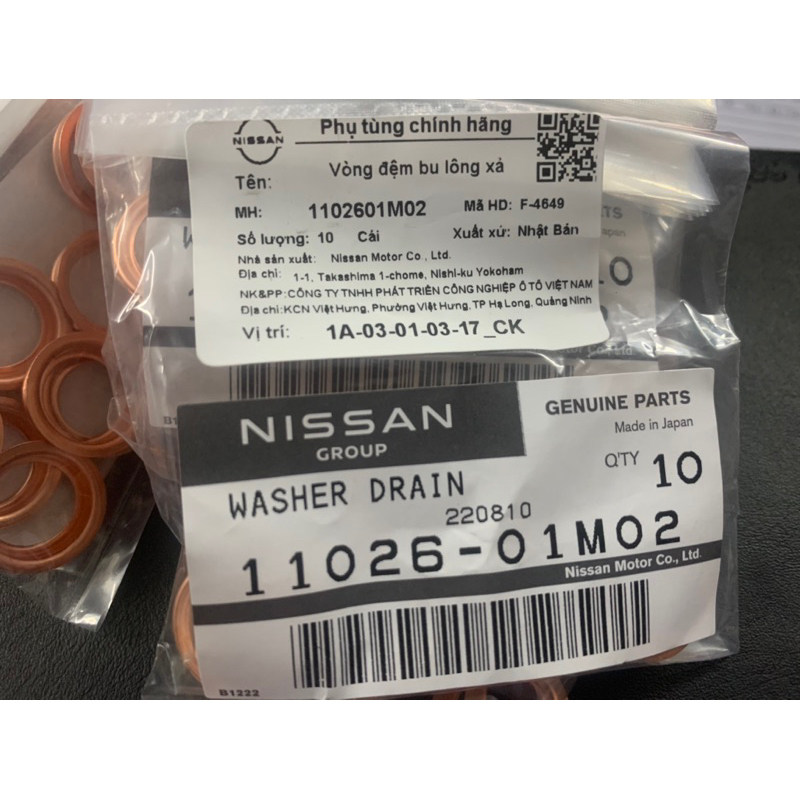 NISSAN
Phụ tùng chính hãng
Tên: Vòng đệm bu lông xả
MH: 1102601M02 Mã HD: F-4649
Số lượng: 10 Cái Xuất xứ: Nhật Bản
Nhà sản xuất: Nissan Motor Co., Ltd.
Địa chỉ: 1-1, Takashima 1-chome, Nishi-ku Yokoham
NK&PP: CÔNG TY TNHH PHÁT TRIỂN CÔNG NGHIỆP Ô TÔ VIỆT NAM
Địa chỉ: KCN Việt Hưng, Phường Việt Hưng, TP Hạ Long, Quảng Ninh
Vị trí: 1A-03-01-03-17_CK
NISSAN
GROUP
GENUINE PARTS
Made in Japan
Q'TY 10
WASHER DRAIN
220810
11026-01M02
Nissan Motor Co., Ltd.
B1222